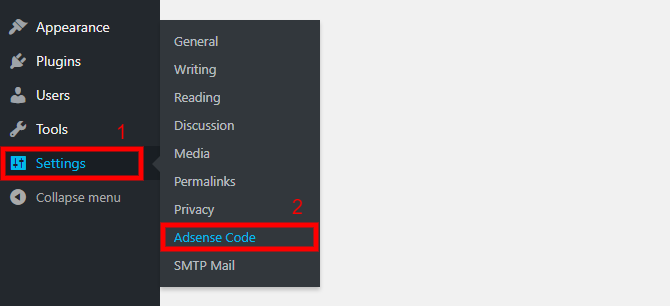 Appearance
Plugins
Users
Tools
1
Settings
Collapse menu
General
Writing
Reading
Discussion
Media
Permalinks
Privacy
2
Adsense Code
SMTP Mail